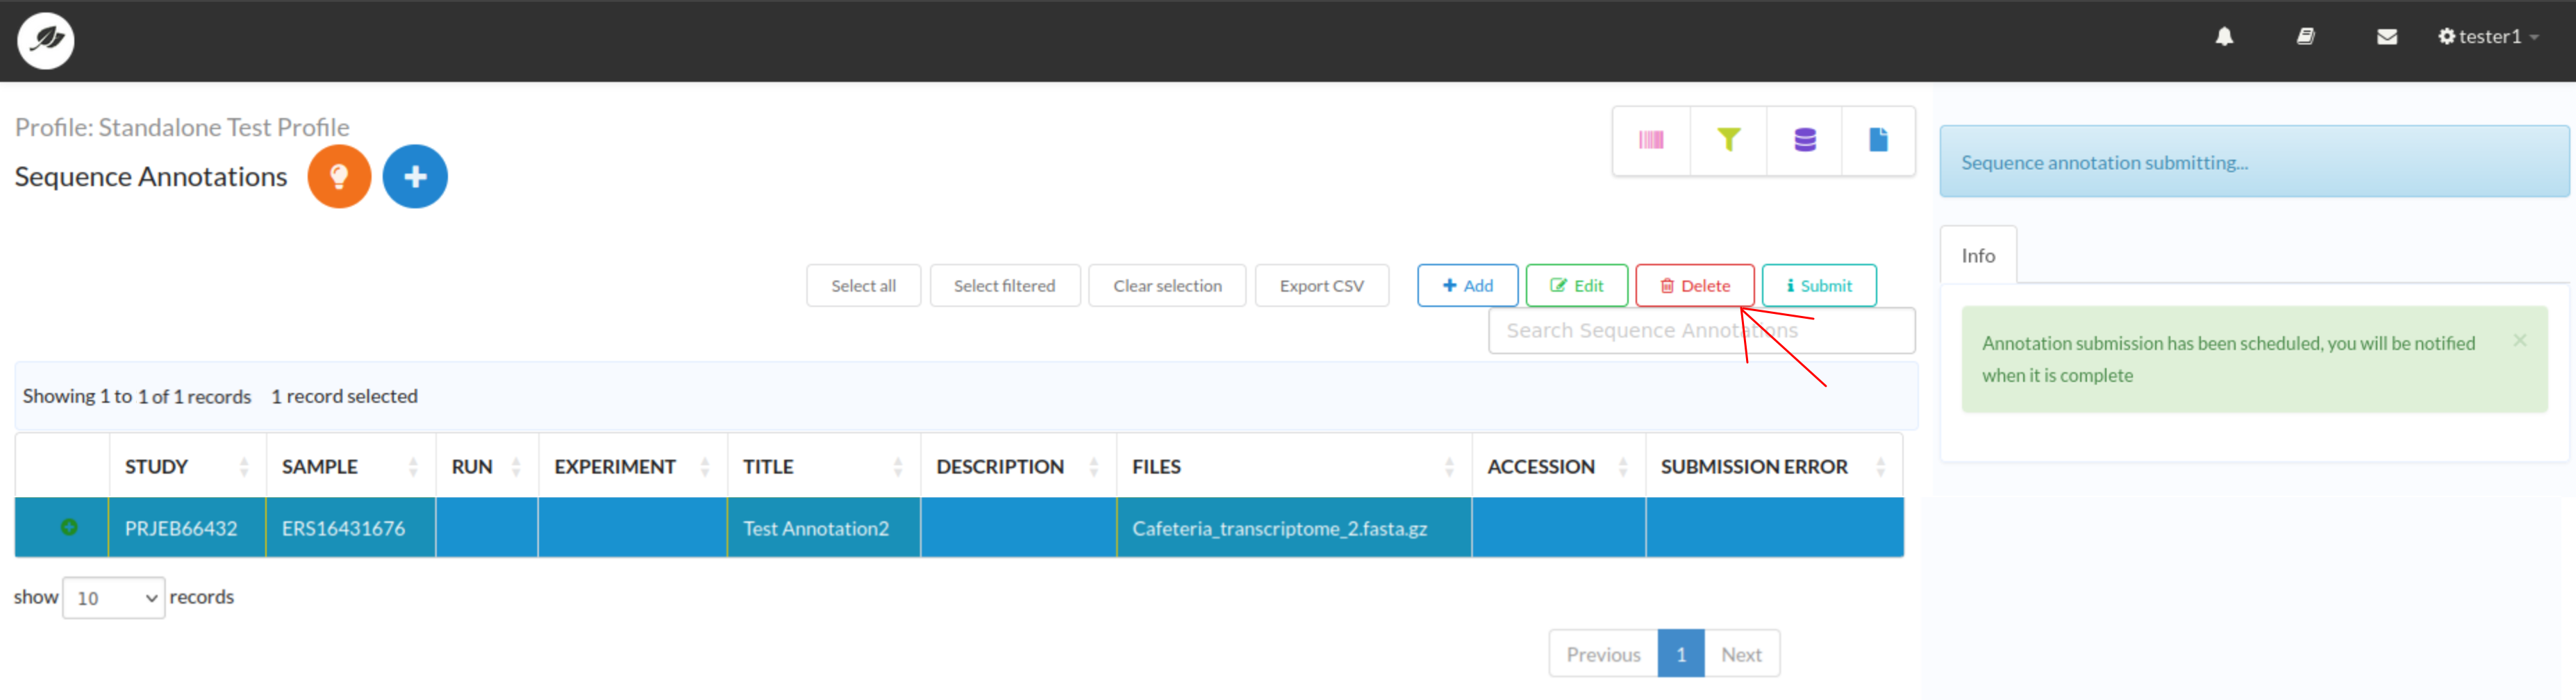 tester1
Profile: Standalone Test Profile
Sequence Annotations
Sequence annotation submitting...
Info
Select all
Select filtered
Clear selection
Export CSV
Add
Edit
Delete
Submit
Search Sequence Annotations
Annotation submission has been scheduled, you will be notified
when it is complete
Showing 1 to 1 of 1 records 1 record selected
STUDY SAMPLE RUN EXPERIMENT TITLE DESCRIPTION FILES ACCESSION SUBMISSION ERROR
PRJEB66432 ERS16431676 Test Annotation2 Cafeteria_transcriptome_2.fasta.gz
show 10 records
Previous 1 Next